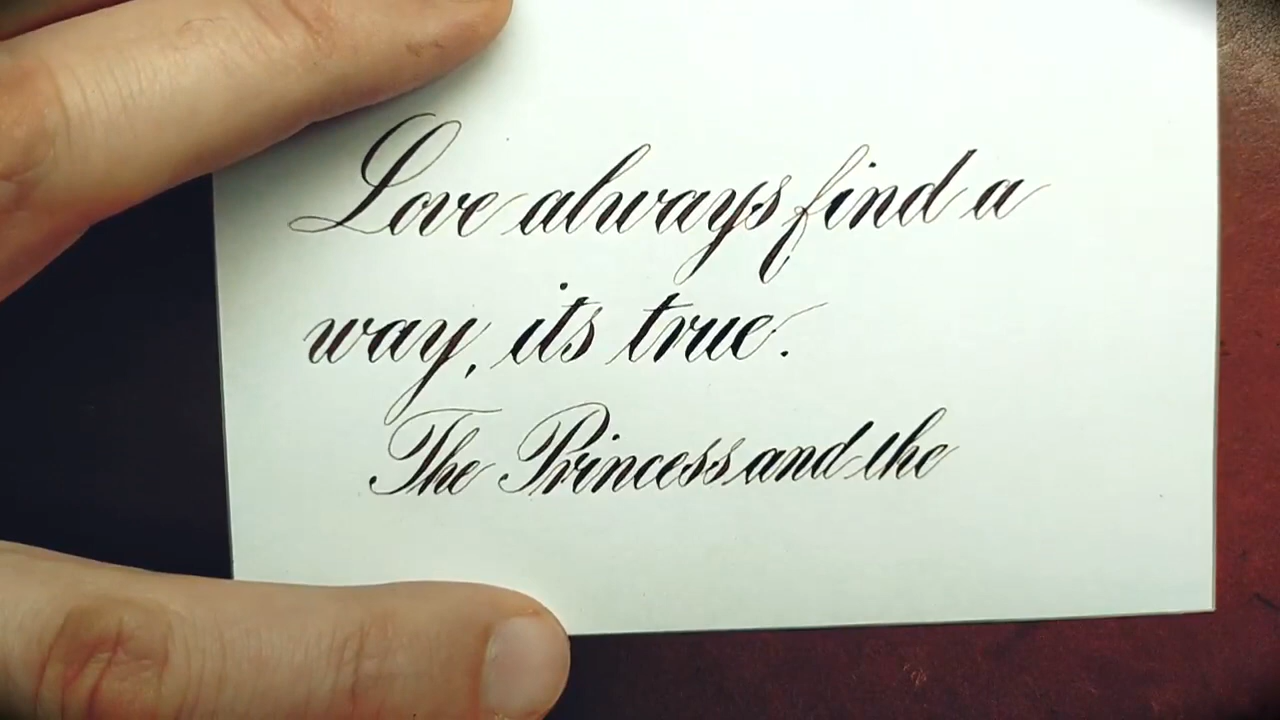 Love always find a
way, its true.
The Princess and the